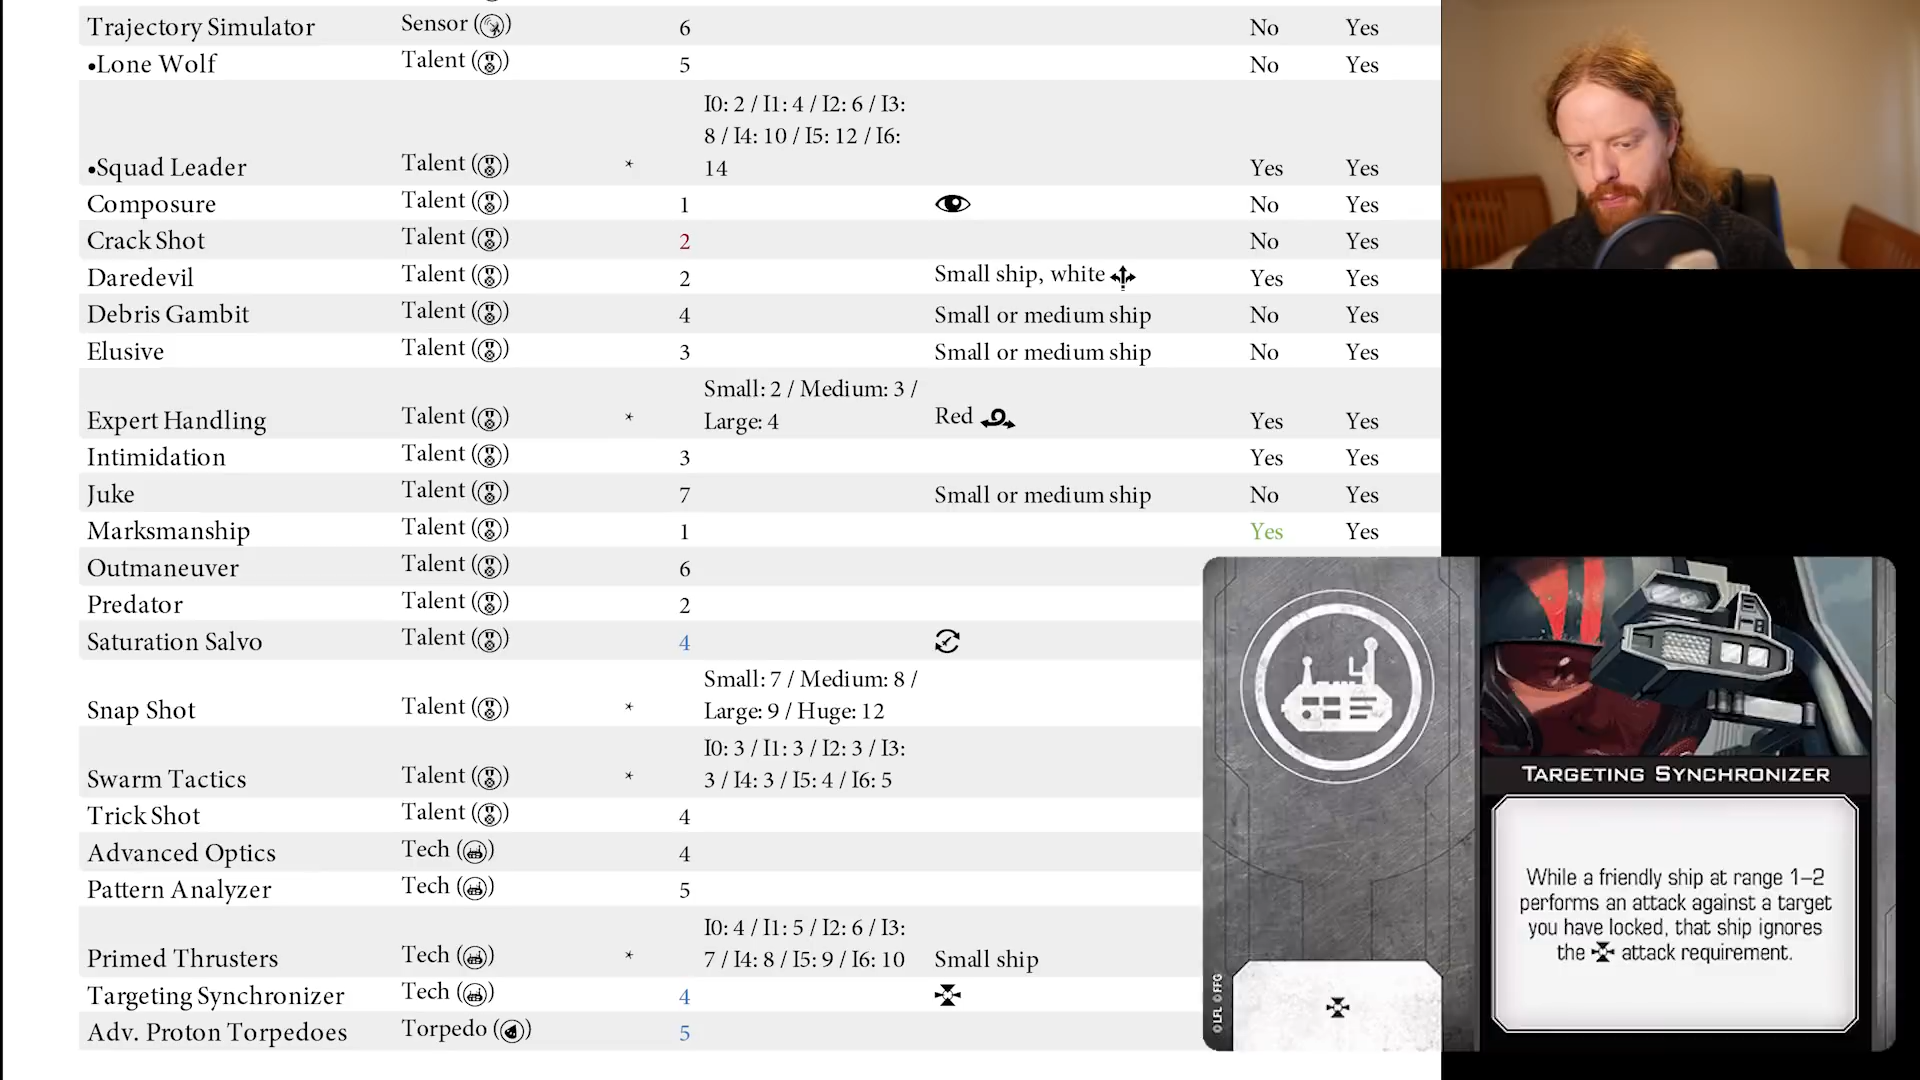 Trajectory Simulator Sensor () 6 No Yes
•Lone Wolf Talent () 5 No Yes
I0: 2 / I1: 4 / I2: 6 / I3:
8 / I4: 10 / I5: 12 / I6:
•Squad Leader Talent () * 14 Yes Yes
Composure Talent () 1 No Yes
Crack Shot Talent () 2 No Yes
Daredevil Talent () 2 Small ship, white Yes Yes
Debris Gambit Talent () 4 Small or medium ship No Yes
Elusive Talent () 3 Small or medium ship No Yes
Small: 2 / Medium: 3 /
Expert Handling Talent () * Large: 4 Red Yes Yes
Intimidation Talent () 3 Yes Yes
Juke Talent () 7 Small or medium ship No Yes
Marksmanship Talent () 1 Yes Yes
Outmaneuver Talent () 6
Predator Talent () 2
Saturation Salvo Talent () 4
Small: 7 / Medium: 8 /
Snap Shot Talent () * Large: 9 / Huge: 12
I0: 3 / I1: 3 / I2: 3 / I3:
Swarm Tactics Talent () * 3 / I4: 3 / I5: 4 / I6: 5
Trick Shot Talent () 4
Advanced Optics Tech () 4
Pattern Analyzer Tech () 5
I0: 4 / I1: 5 / I2: 6 / I3:
Primed Thrusters Tech () * 7 / I4: 8 / I5: 9 / I6: 10 Small ship
Targeting Synchronizer Tech () 4
Adv. Proton Torpedoes Torpedo () 5
Targeting Synchronizer
While a friendly ship at range 1–2
performs an attack against a target
you have locked, that ship ignores
the attack requirement.
©LFL ©FFG